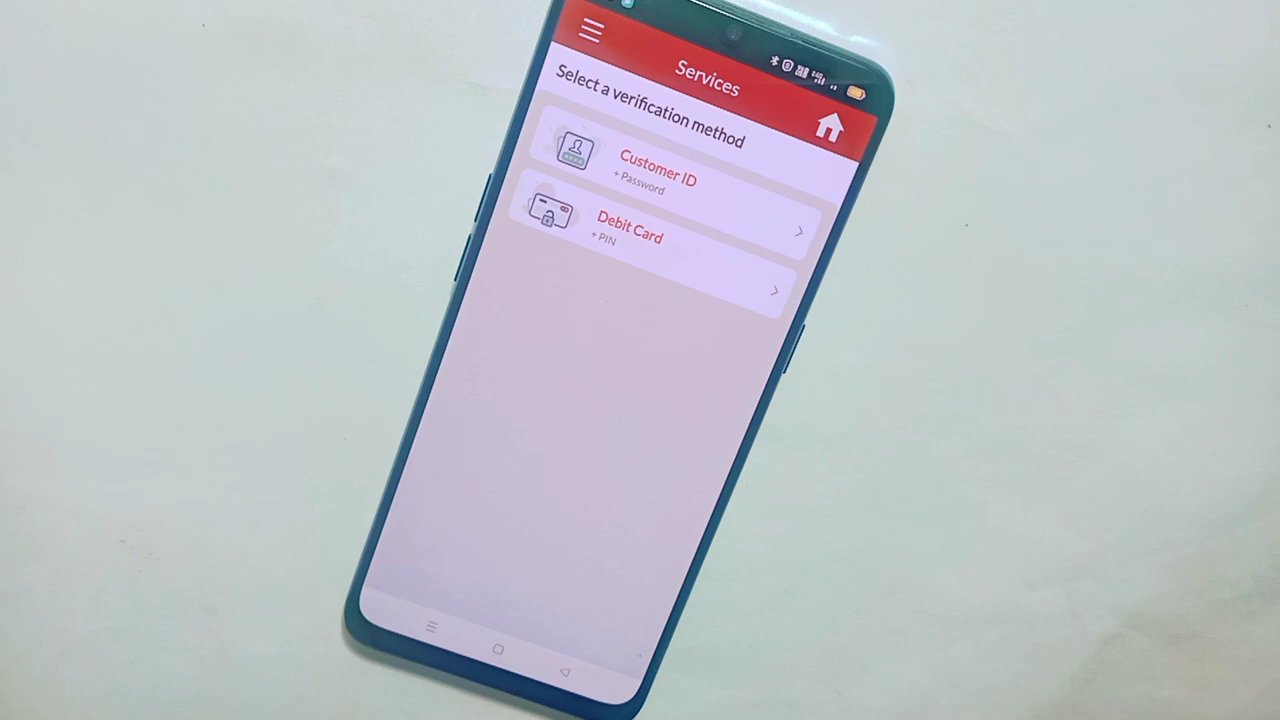 Services
Select a verification method
Customer ID
+ Password
Debit Card
+ PIN